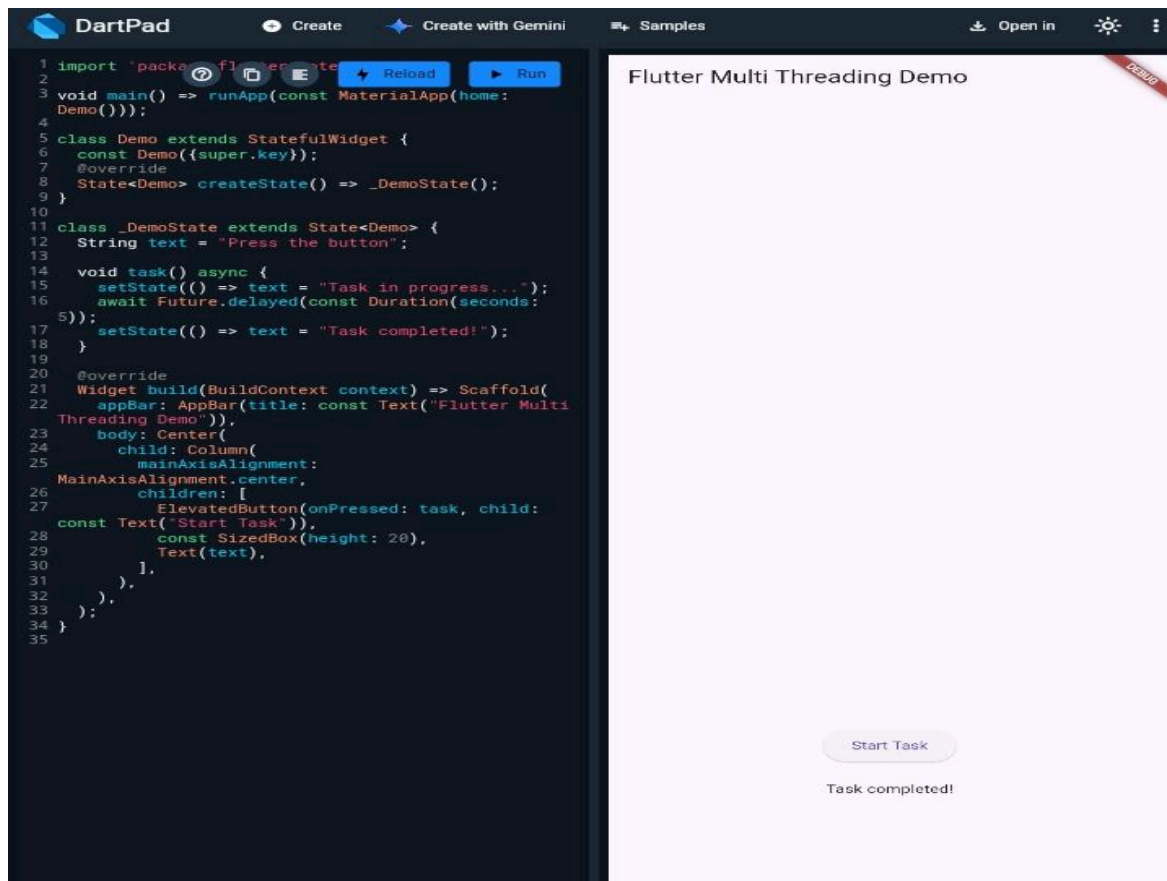 DartPad
Create
Create with Gemini
Samples
Open in
1 import 'packa
Reload
Run
2
3 void main() => runApp(const MaterialApp(home:
Demo()));
4
5 class Demo extends StatefulWidget {
6 const Demo({super.key});
7 @override
8 State<Demo> createState() => _DemoState();
9 }
10
11 class _DemoState extends State<Demo> {
12 String text = "Press the button";
13
14 void task() async {
15 setState(() => text = "Task in progress...");
16 await Future.delayed(const Duration(seconds:
5));
17 setState(() => text = "Task completed!");
18 }
19
20 @override
21 Widget build(BuildContext context) => Scaffold(
22 appBar: AppBar(title: const Text("Flutter Multi
Threading Demo")),
23 body: Center(
24 child: Column(
25 mainAxisAlignment:
MainAxisAlignment.center,
26 children: [
27 ElevatedButton(onPressed: task, child:
const Text("Start Task")),
28 const SizedBox(height: 20),
29 Text(text),
30 ],
31 ),
32 ),
33 );
34 }
35
Flutter Multi Threading Demo
DEBUG
Start Task
Task completed!